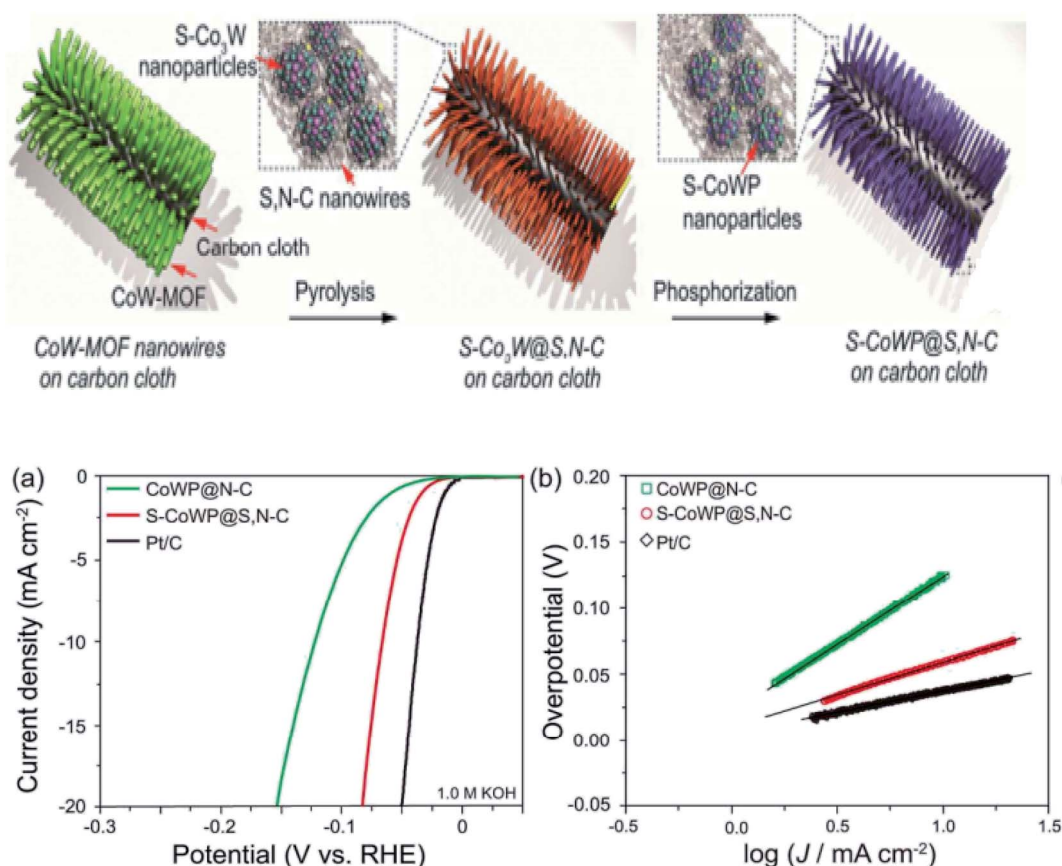 S-Co₃W
nanoparticles
S,N-C nanowires
Carbon cloth
CoW-MOF
S-CoWP
nanoparticles
Pyrolysis
Phosphorization
CoW-MOF nanowires
on carbon cloth
S-Co₃W@S,N-C
on carbon cloth
S-CoWP@S,N-C
on carbon cloth
(a)
CoWP@N-C
S-CoWP@S,N-C
Pt/C
Current density (mA cm⁻²)
0
-5
-10
-15
-20
1.0 M KOH
-0.3
-0.2
-0.1
0
Potential (V vs. RHE)
(b)
CoWP@N-C
S-CoWP@S,N-C
Pt/C
Overpotential (V)
0.20
0.15
0.10
0.05
0.00
-0.05
-0.5
0.0
0.5
1.0
1.5
log (J / mA cm⁻²)